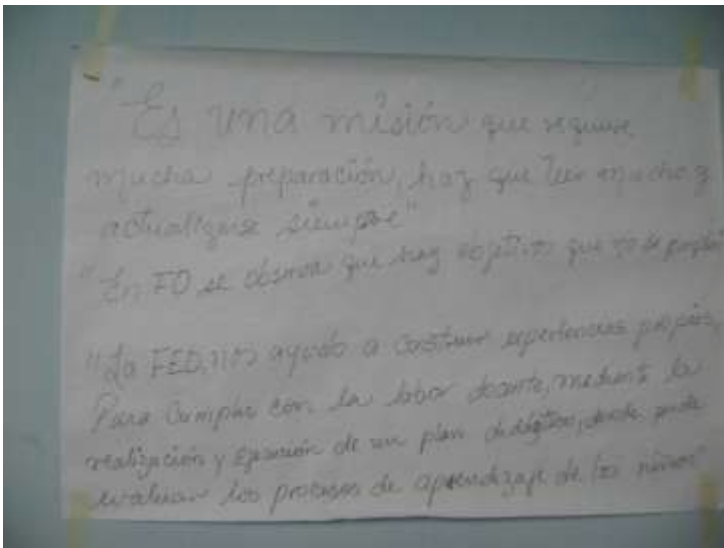 "Es una misión que requiere
mucha preparación, hay que leer mucho y
actualizarse siempre"
"En FD se observa que hay objetivos que no se
"La FED, nos ayudó a construir experiencias propias,
Para cumplir con la labor docente, mediante la
realización y ejecución de un plan didáctico, donde pude
evaluar los procesos de aprendizaje de los niños"